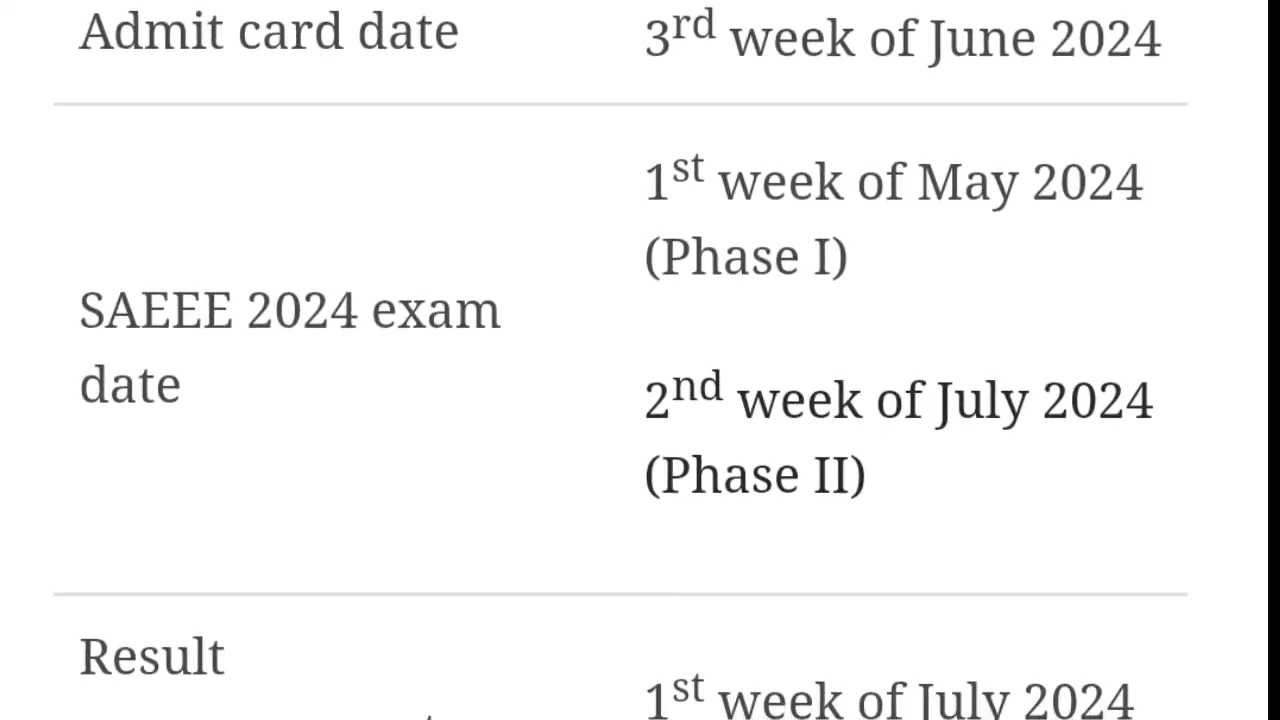 Admit card date
3rd week of June 2024
SAEEE 2024 exam
date
1st week of May 2024
(Phase I)
2nd week of July 2024
(Phase II)
Result
1st week of July 2024